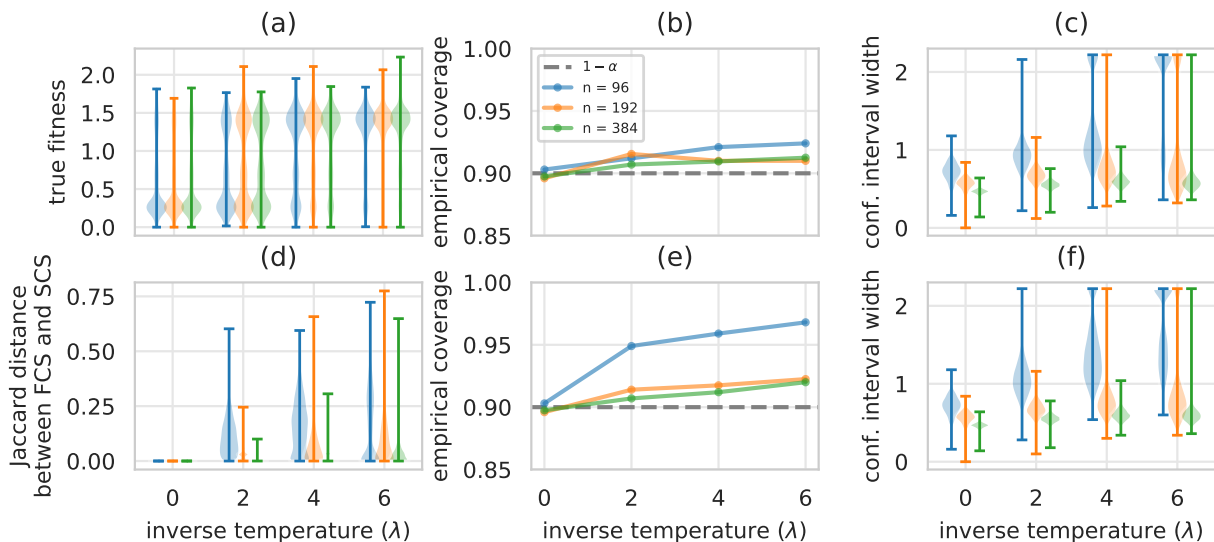 (a)
true fitness
2.0
1.5
1.0
0.5
0.0
(b)
empirical coverage
1.00
0.95
0.90
0.85
1 − α
n = 96
n = 192
n = 384
(c)
conf. interval width
2
1
0
(d)
Jaccard distance
between FCS and SCS
0.75
0.50
0.25
0.00
0 2 4 6
inverse temperature (λ)
(e)
empirical coverage
1.00
0.95
0.90
0.85
0 2 4 6
inverse temperature (λ)
(f)
conf. interval width
2
1
0
0 2 4 6
inverse temperature (λ)